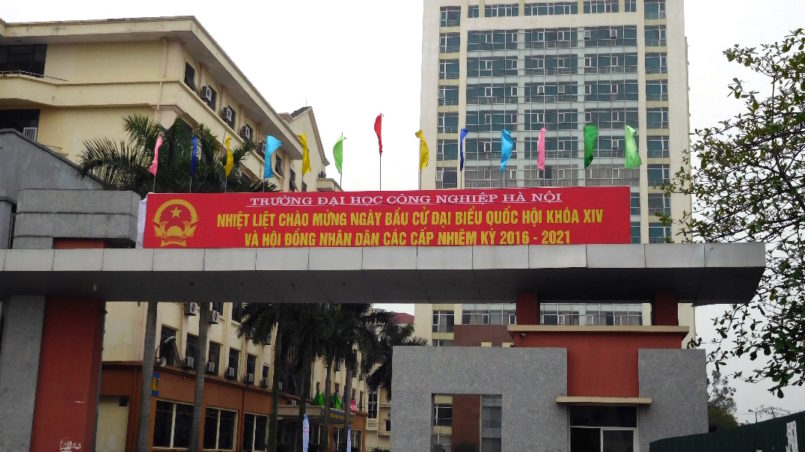 TRƯỜNG ĐẠI HỌC CÔNG NGHIỆP HÀ NỘI
NHIỆT LIỆT CHÀO MỪNG NGÀY BẦU CỬ ĐẠI BIỂU QUỐC HỘI KHÓA XIV
VÀ HỘI ĐỒNG NHÂN DÂN CÁC CẤP NHIỆM KỲ 2016 - 2021